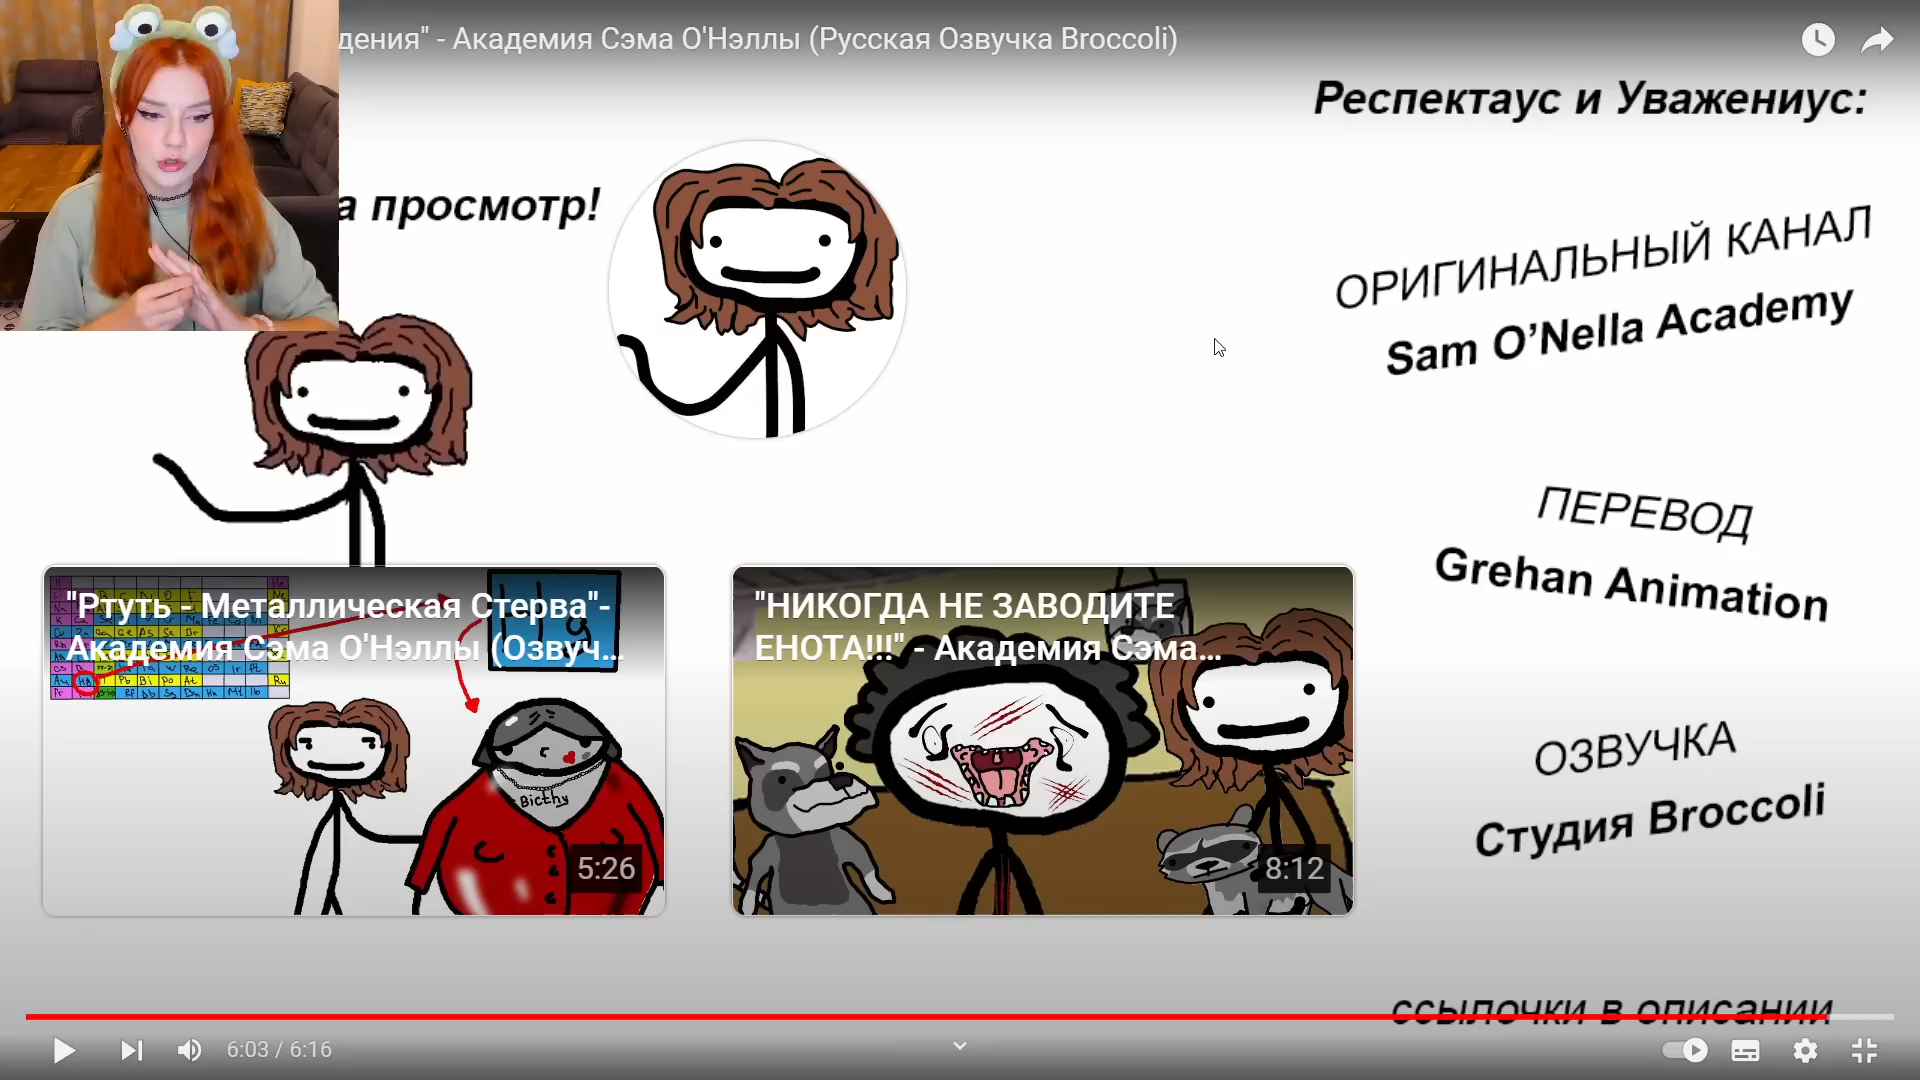 дения" - Академия Сэма О'Нэллы (Русская Озвучка Broccoli)
Респектаус и Уважениус:
а просмотр!
ОРИГИНАЛЬНЫЙ КАНАЛ
Sam O'Nella Academy
ПЕРЕВОД
Grehan Animation
"Ртуть - Металлическая Стерва"-
Академия Сэма О'Нэллы (Озвуч...
Hg
Bicthy
5:26
"НИКОГДА НЕ ЗАВОДИТЕ
ЕНОТА!!!" - Академия Сэма...
8:12
ОЗВУЧКА
Студия Broccoli
ссылочки в описании
6:03 / 6:16